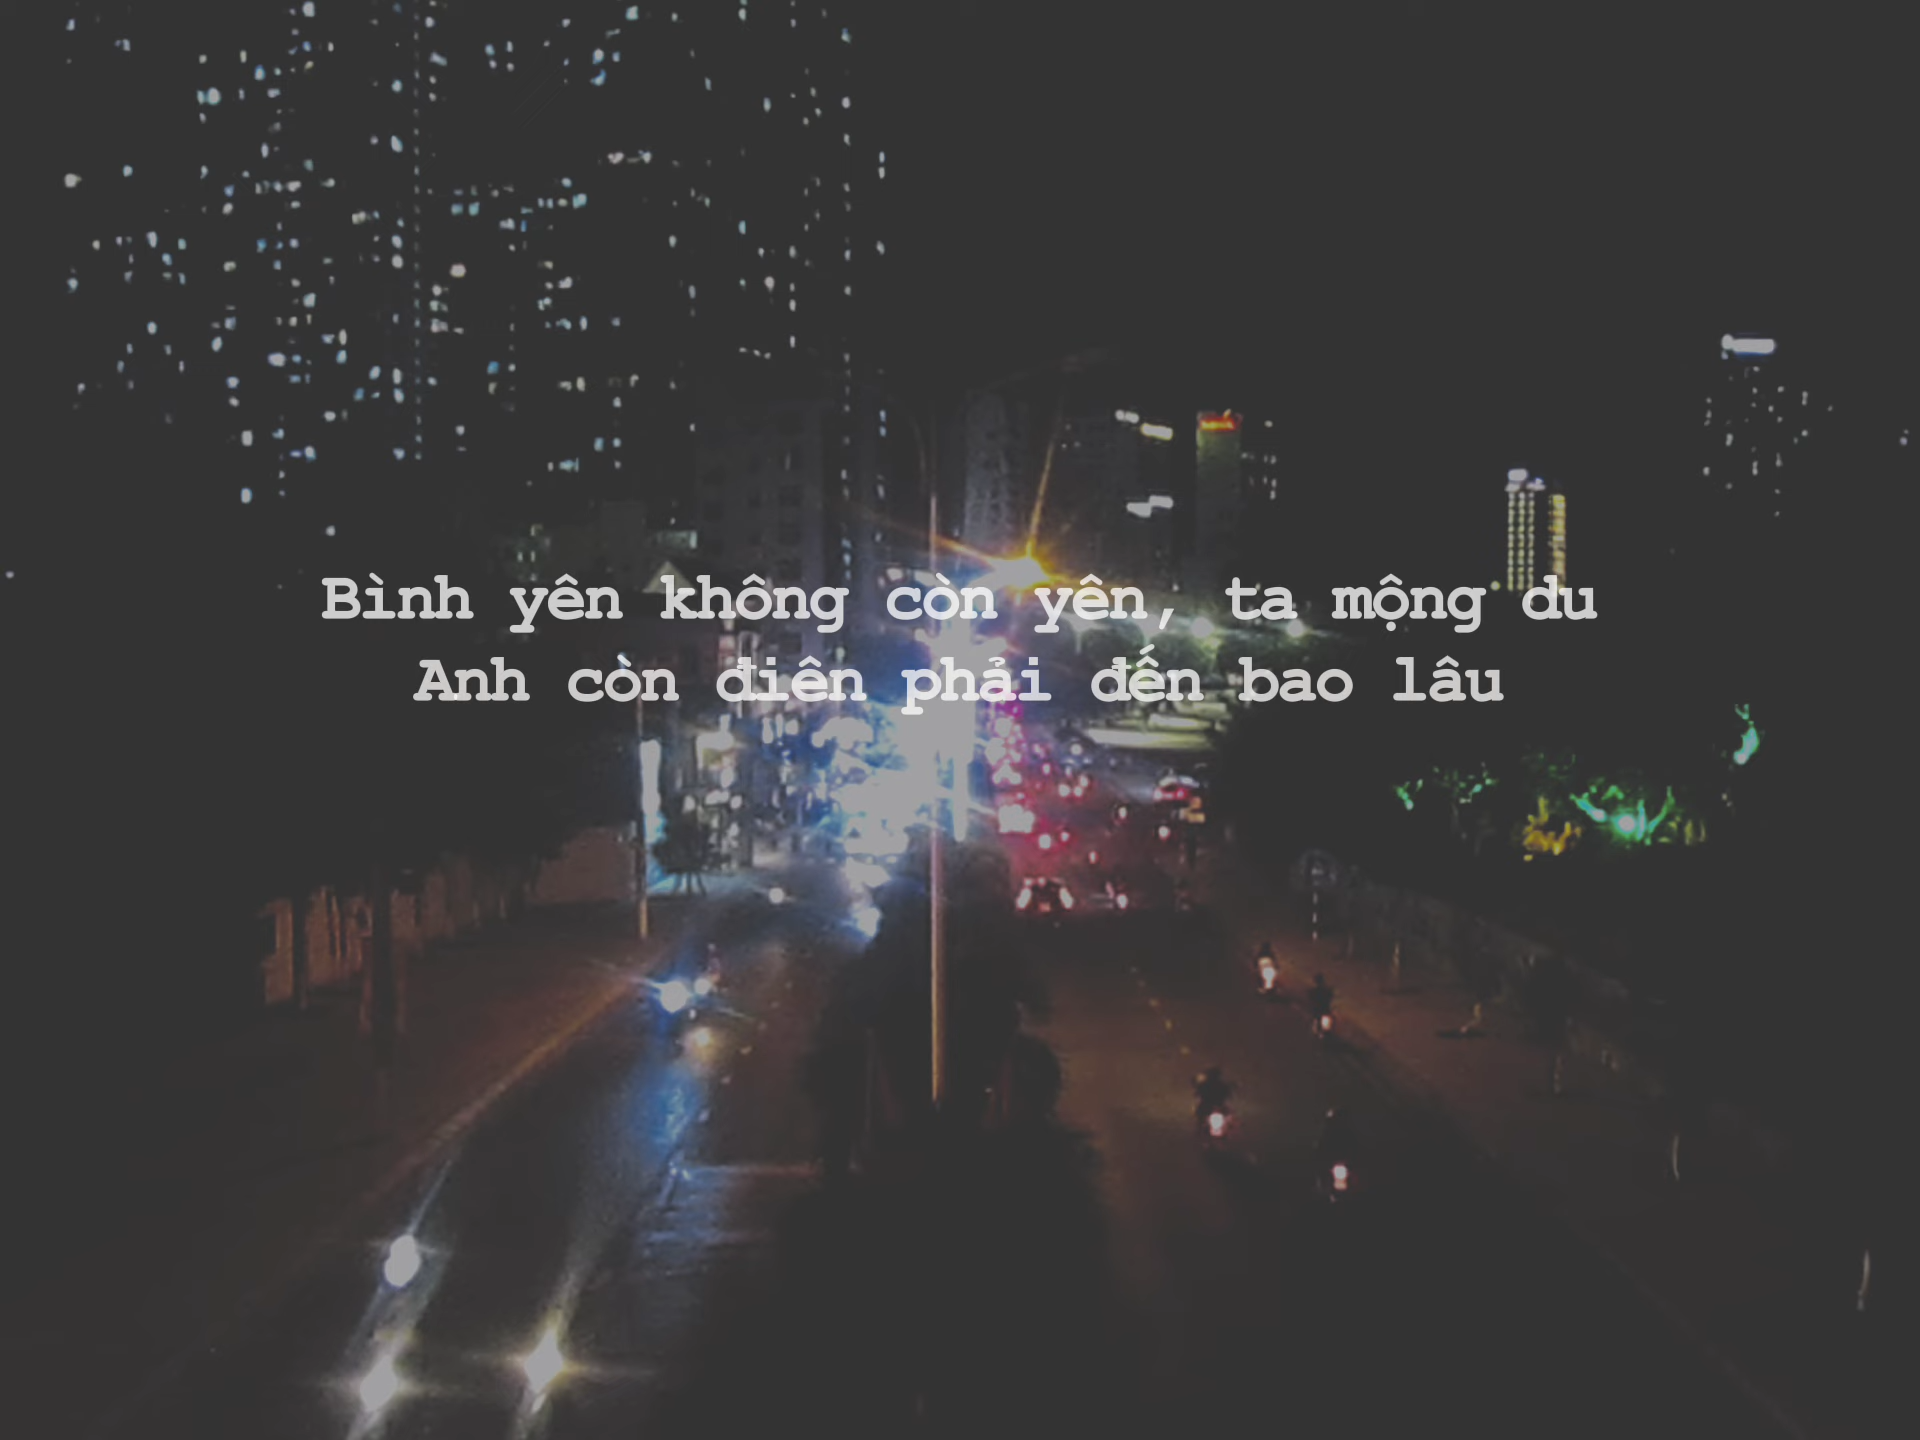 Bình yên không còn yên, ta mộng du
Anh còn điên phải đến bao lâu